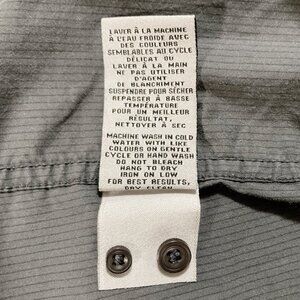 LAVER À LA MACHINE
A L'EAU FROIDE AVEC
DES COULEURS
SEMBLABLES AU CYCLE
DÉLICAT OU
LAVER À LA MAIN
NE PAS UTILISER
D'AGENT
DE BLANCHIMENT
SUSPENDRE POUR SÉCHER
REPASSER À BASSE
TEMPÉRATURE
POUR UN MEILLEUR
RÉSULTAT,
NETTOYER À SEC
MACHINE WASH IN COLD
WATER WITH LIKE
COLOURS ON GENTLE
CYCLE OR HAND WASH
DO NOT BLEACH
HANG TO DRY
IRON ON LOW
FOR BEST RESULTS,
DRY CLEAN